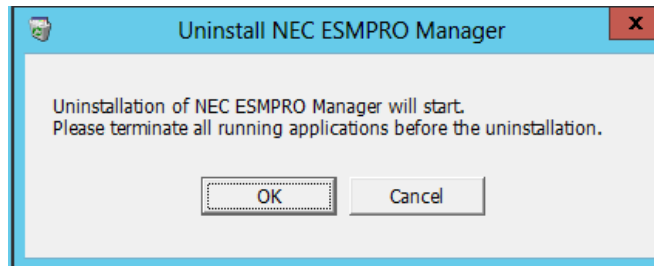 Uninstall NEC ESMPRO Manager
x
Uninstallation of NEC ESMPRO Manager will start.
Please terminate all running applications before the uninstallation.
OK
Cancel